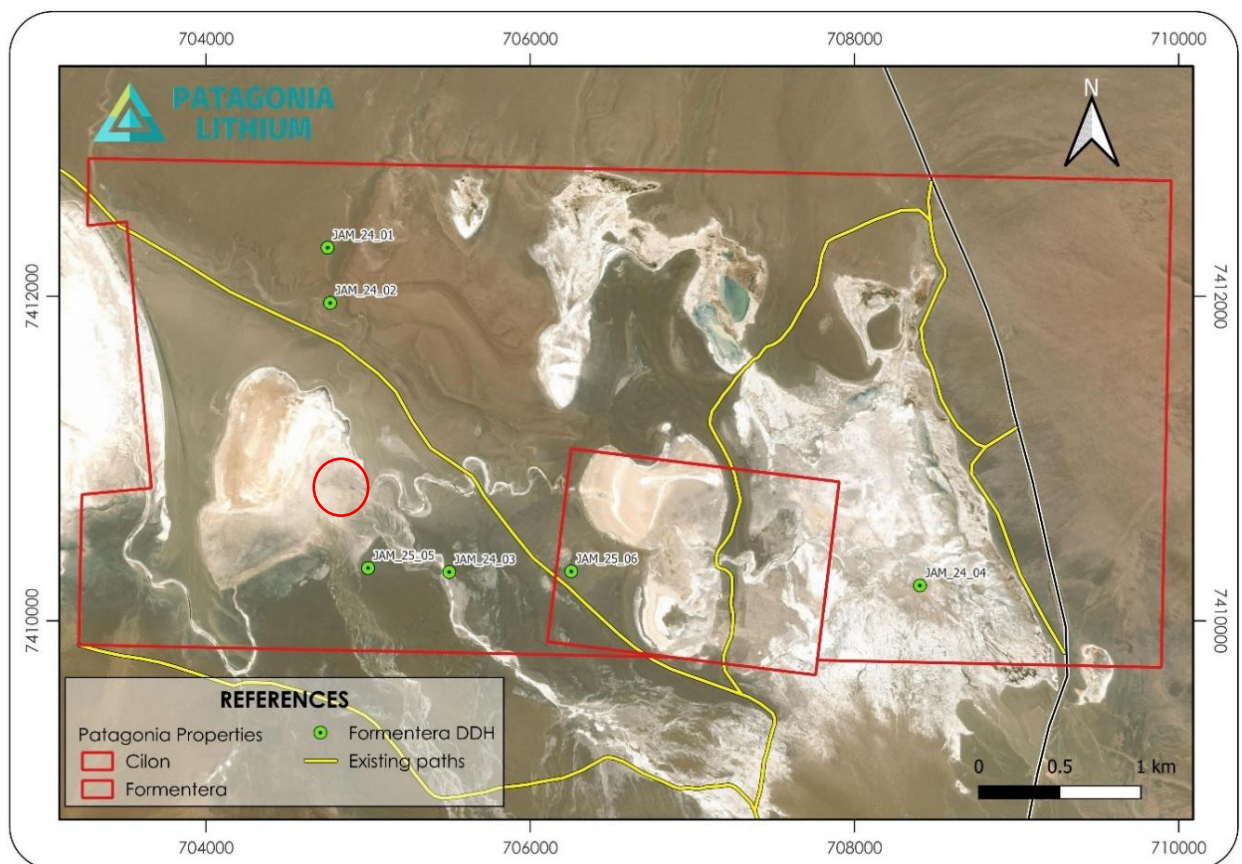 704000 706000 708000 710000
PATAGONIA
LITHIUM
N
JAM_24_01
JAM_24_02
7412000 7412000
JAM_25_05 JAM_24_03 JAM_25_06 JAM_24_04
7410000 7410000
REFERENCES
Patagonia Properties
Cilon
Formentera
Formentera DDH
Existing paths
0 0.5 1 km
704000 706000 708000 710000